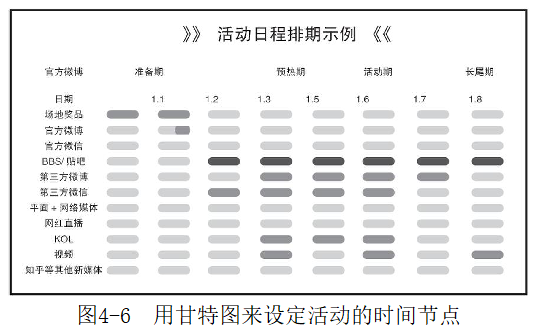 》》 活动日程排期示例 《《
官方微博 准备期 预热期 活动期 长尾期
日期 1.1 1.2 1.3 1.5 1.6 1.7 1.8
场地奖品
官方微博
官方微信
BBS/贴吧
第三方微博
第三方微信
平面+网络媒体
网红直播
KOL
视频
知乎等其他新媒体
图4-6 用甘特图来设定活动的时间节点